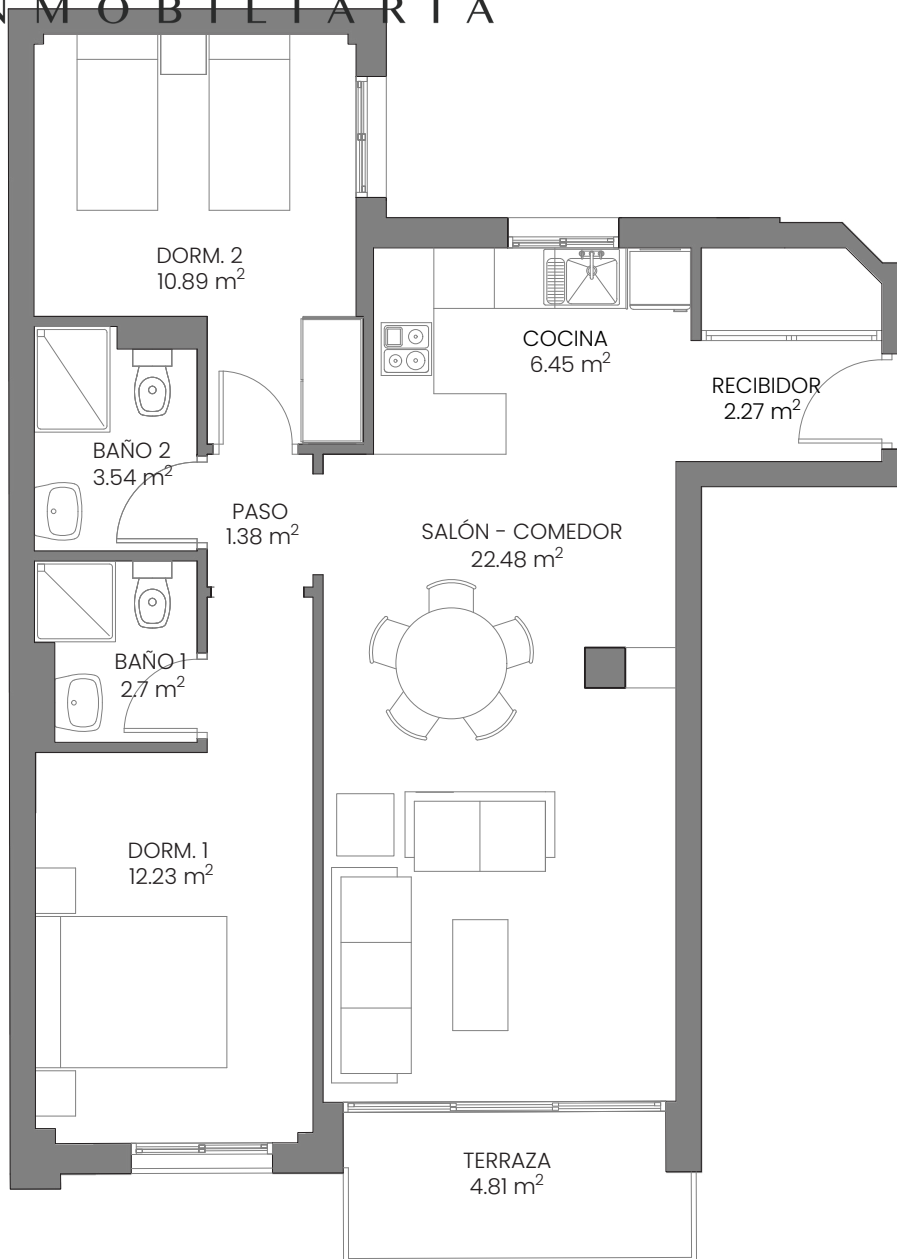 NMOBILIARIA
DORM. 2
10.89 m²
COCINA
6.45 m²
RECIBIDOR
2.27 m²
BAÑO 2
3.54 m²
PASO
1.38 m²
SALÓN - COMEDOR
22.48 m²
BAÑO 1
2.7 m²
DORM. 1
12.23 m²
TERRAZA
4.81 m²